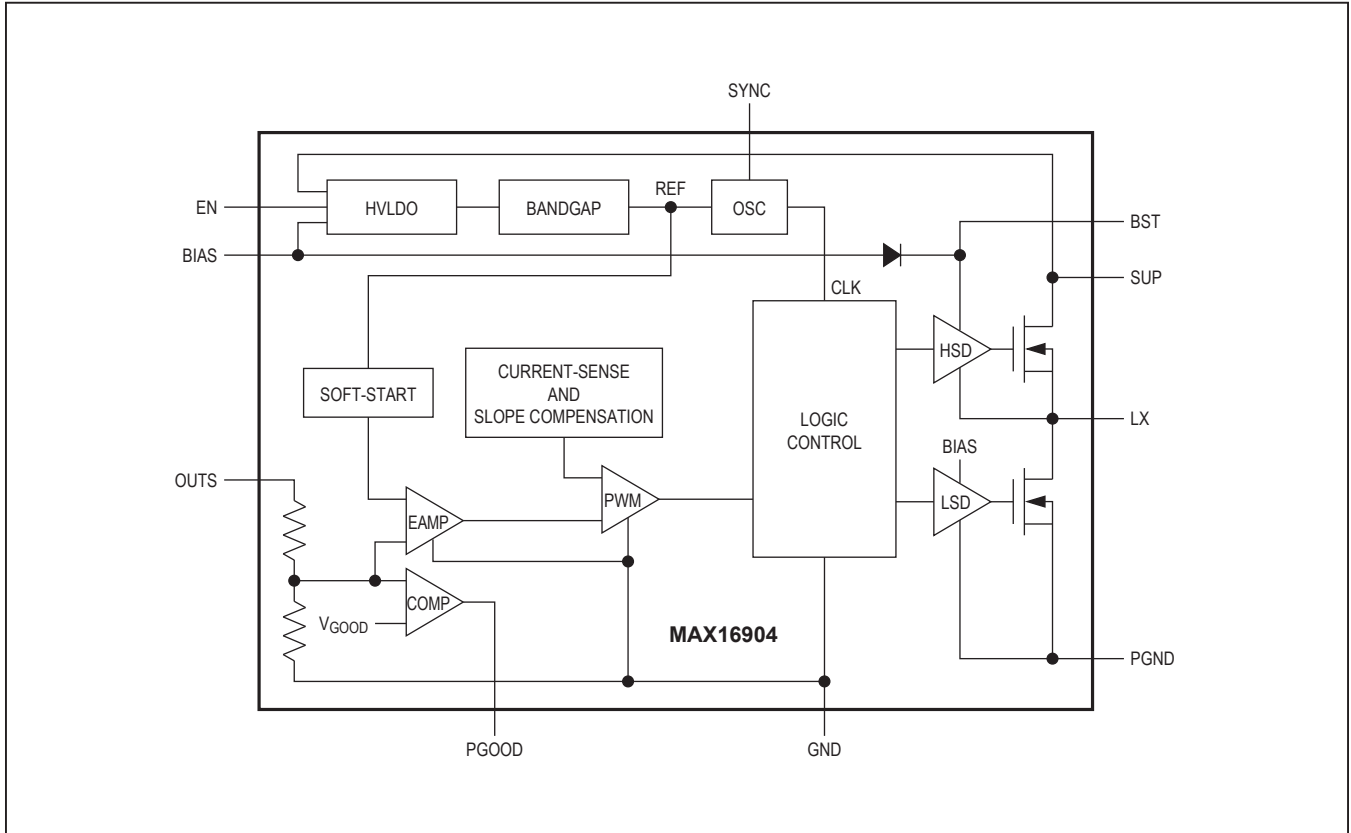 SYNC
HVLDO
BANDGAP
REF
OSC
EN
BIAS
BST
SUP
CLK
HSD
SOFT-START
CURRENT-SENSE
AND
SLOPE COMPENSATION
LOGIC
CONTROL
LX
BIAS
OUTS
EAMP
PWM
LSD
COMP
VGOOD
MAX16904
PGND
PGOOD
GND